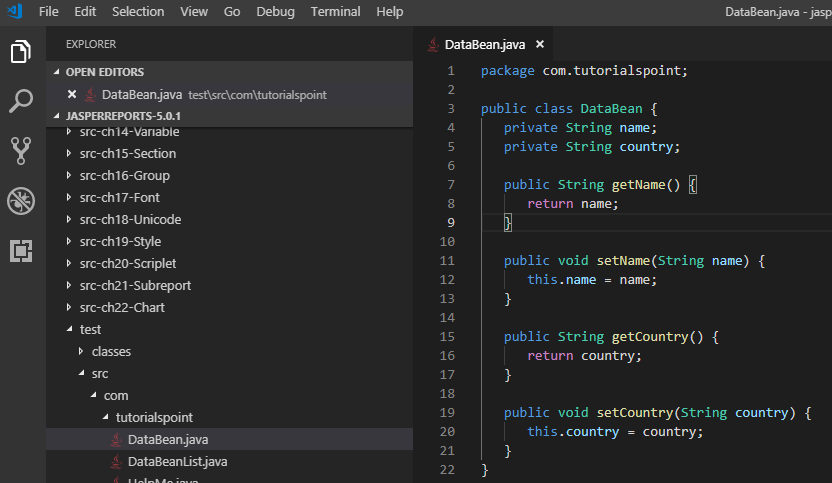 File Edit Selection View Go Debug Terminal Help DataBean.java - jasp
EXPLORER
OPEN EDITORS
DataBean.java test\src\com\tutorialspoint
JASPERREPORTS-5.0.1
src-ch14-Variable
src-ch15-Section
src-ch16-Group
src-ch17-Font
src-ch18-Unicode
src-ch19-Style
src-ch20-Scriplet
src-ch21-Subreport
src-ch22-Chart
test
classes
src
com
tutorialspoint
DataBean.java
DataBeanList.java
HelpMe.java
DataBean.java
1 package com.tutorialspoint;
2
3 public class DataBean {
4 private String name;
5 private String country;
6
7 public String getName() {
8 return name;
9 }
10
11 public void setName(String name) {
12 this.name = name;
13 }
14
15 public String getCountry() {
16 return country;
17 }
18
19 public void setCountry(String country) {
20 this.country = country;
21 }
22 }